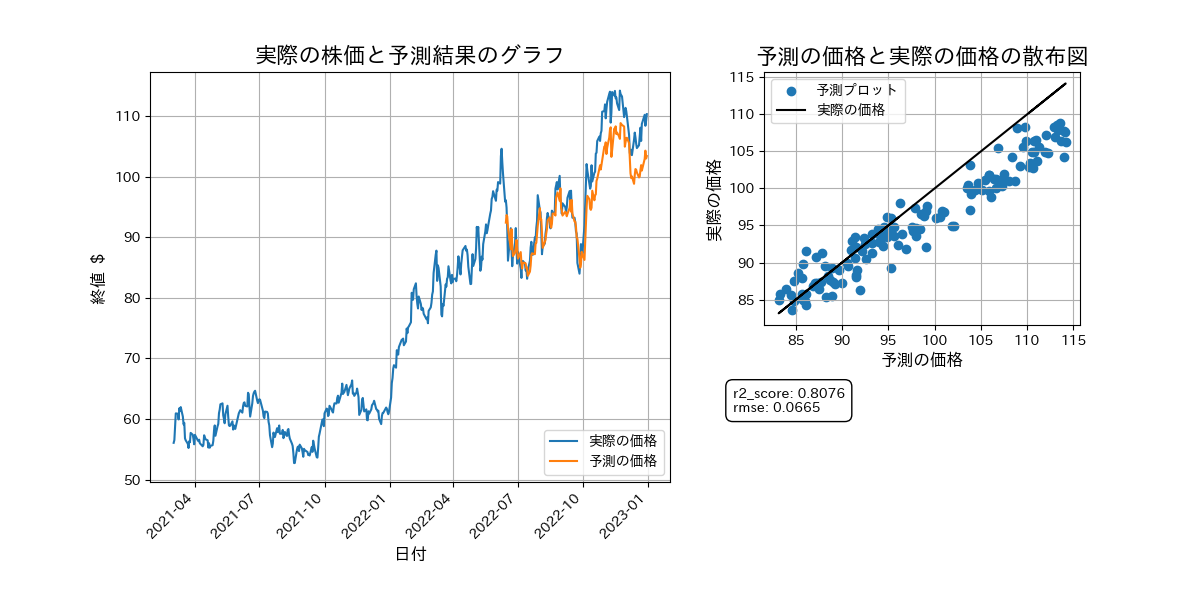 実際の株価と予測結果のグラフ
終値 $
110
100
90
80
70
60
50
実際の価格
予測の価格
2021-04
2021-07
2021-10
2022-01
2022-04
2022-07
2022-10
2023-01
日付
予測の価格と実際の価格の散布図
実際の価格
115
110
105
100
95
90
85
予測プロット
実際の価格
85
90
95
100
105
110
115
予測の価格
r2_score: 0.8076
rmse: 0.0665